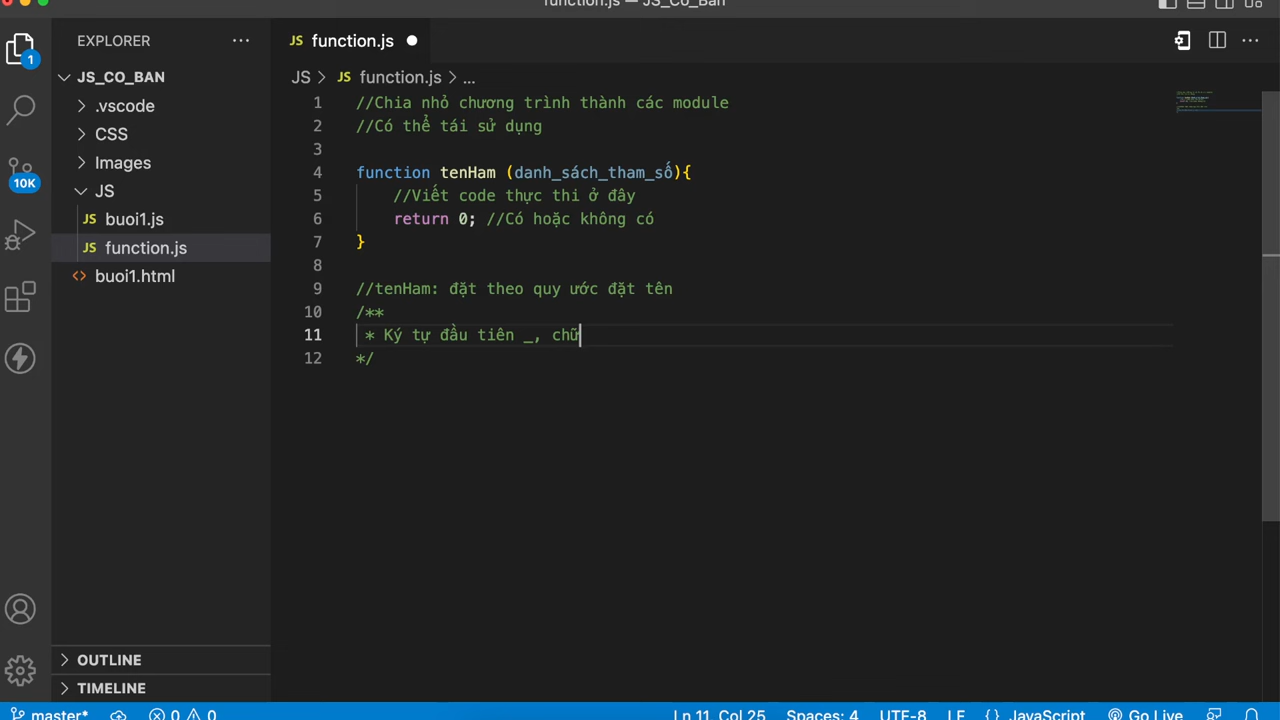 function.js — JS_Co_Ban
EXPLORER
JS function.js
1
JS_CO_BAN
JS > JS function.js > ...
.vscode
CSS
Images
JS
JS buoi1.js
JS function.js
<> buoi1.html
10K
1 //Chia nhỏ chương trình thành các module
2 //Có thể tái sử dụng
3
4 function tenHam (danh_sách_tham_số){
5 //Viết code thực thi ở đây
6 return 0; //Có hoặc không có
7 }
8
9 //tenHam: đặt theo quy ước đặt tên
10 /**
11 * Ký tự đầu tiên _, chữ
12 */
OUTLINE
TIMELINE
master* 0 0 Ln 11, Col 25 Spaces: 4 UTF-8 LF {} JavaScript Go Live